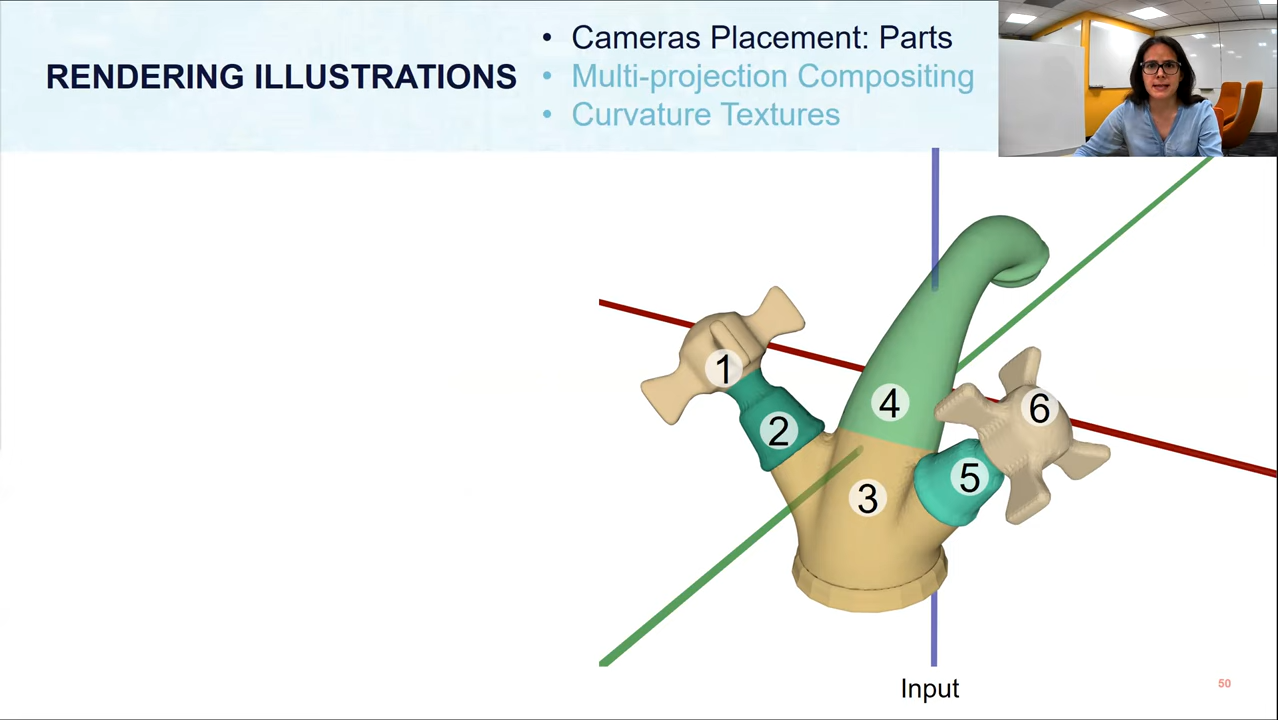 RENDERING ILLUSTRATIONS
• Cameras Placement: Parts
• Multi-projection Compositing
• Curvature Textures
1
2
3
4
5
6
Input
50